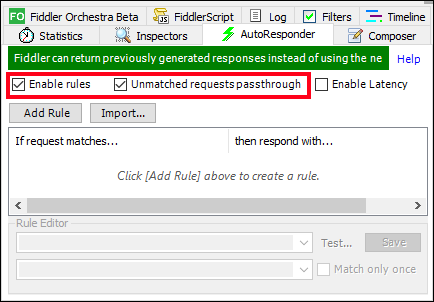 FO Fiddler Orchestra Beta FiddlerScript Log Filters Timeline
Statistics Inspectors AutoResponder Composer
Fiddler can return previously generated responses instead of using the ne Help
Enable rules Unmatched requests passthrough Enable Latency
Add Rule Import...
If request matches... then respond with...
Click [Add Rule] above to create a rule.
Rule Editor
Test... Save
Match only once